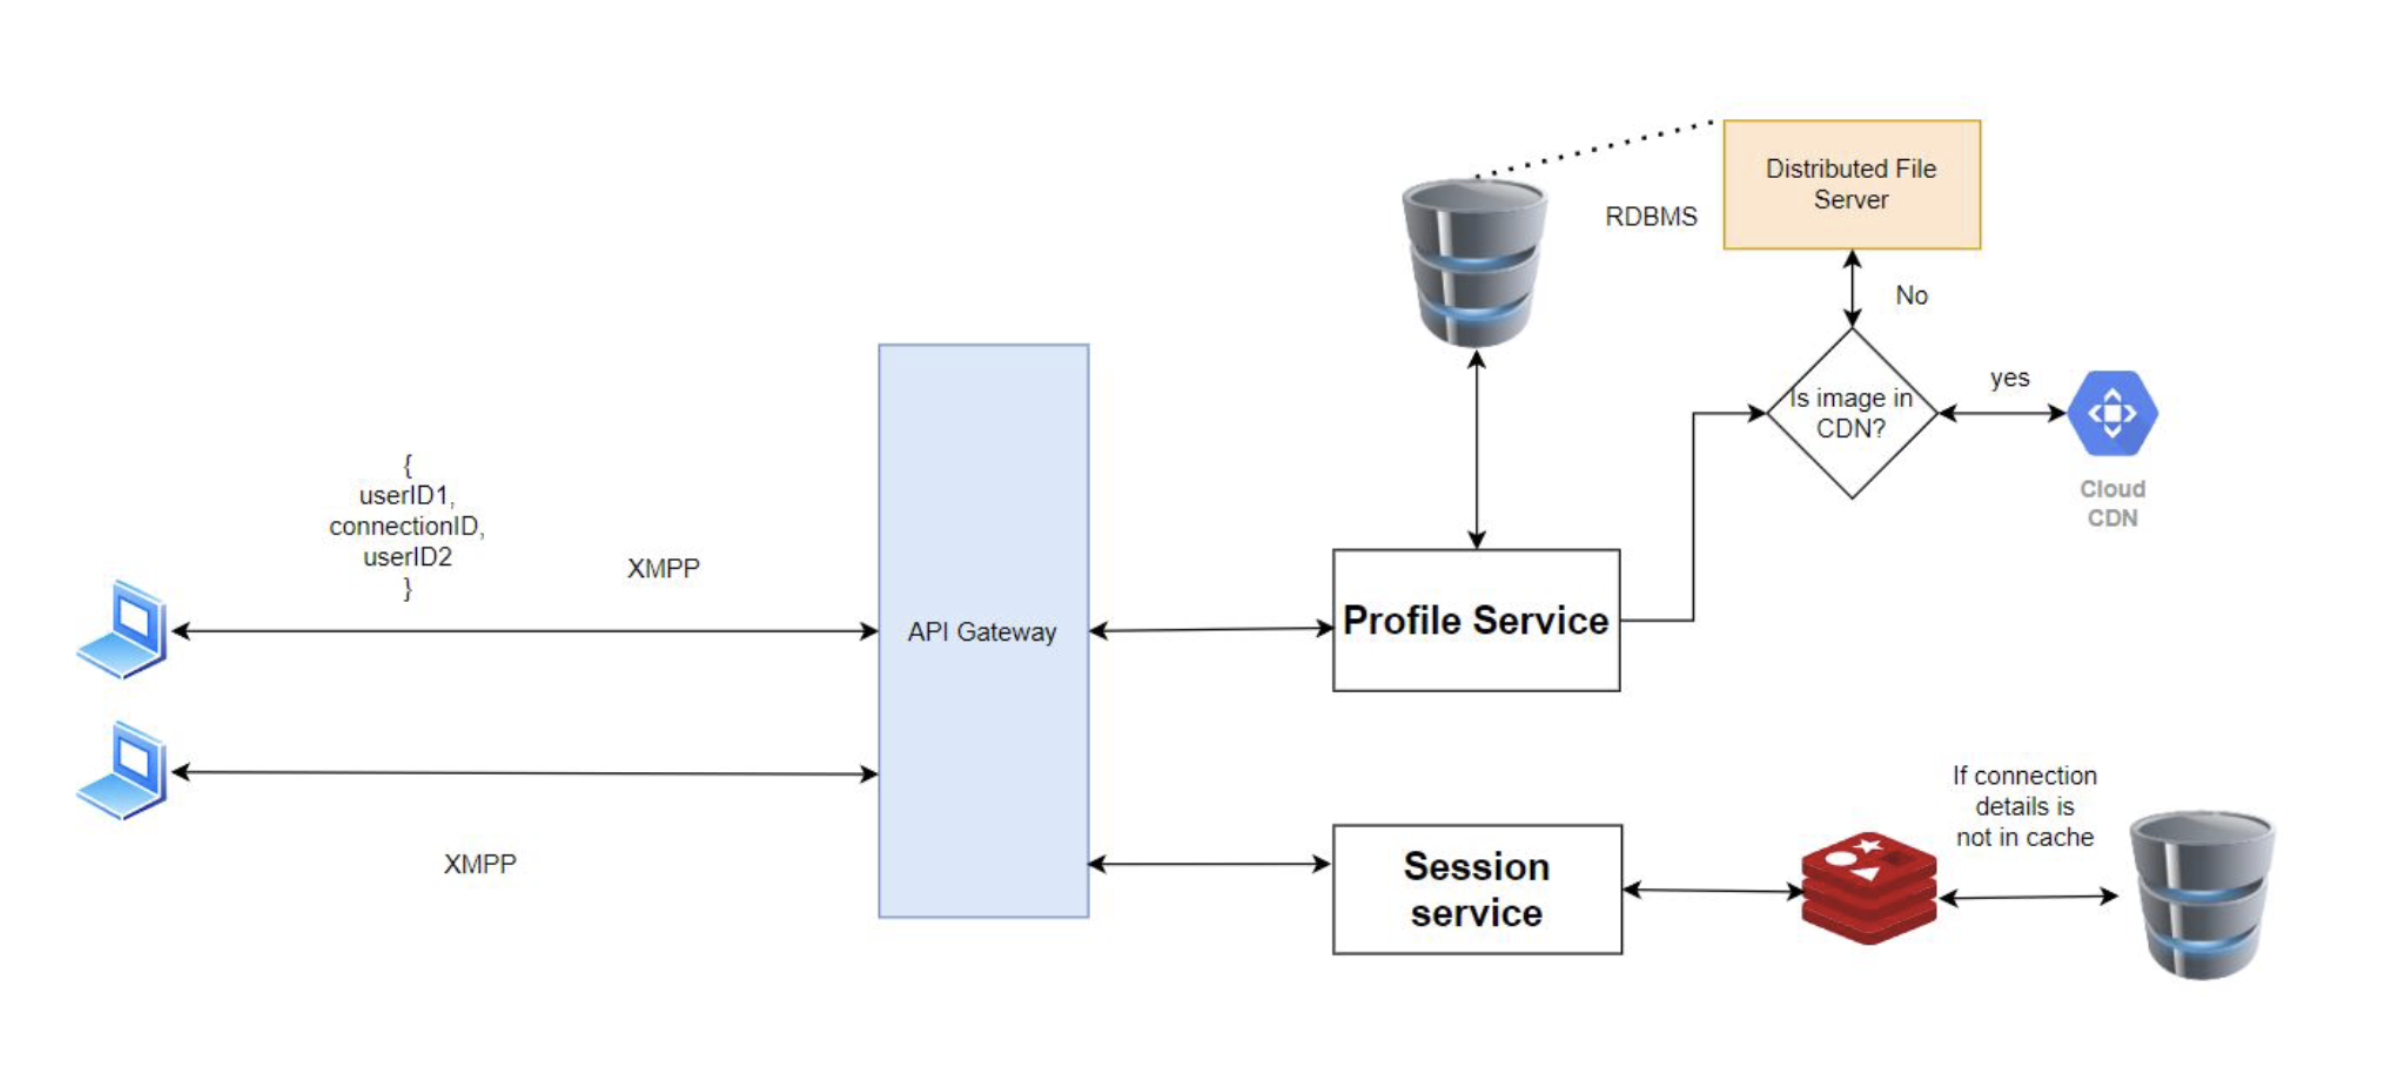 Distributed File
Server
RDBMS
No
Is image in
CDN?
yes
Cloud
CDN
{
userID1,
connectionID,
userID2
}
XMPP
API Gateway
Profile Service
XMPP
Session
service
If connection
details is
not in cache